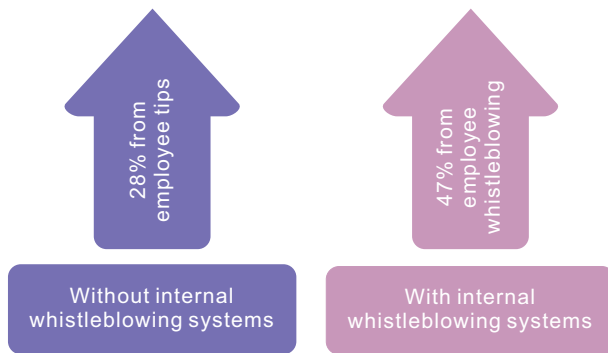 28% from
employee tips
47% from
employee
whistleblowing
Without internal
whistleblowing systems
With internal
whistleblowing systems